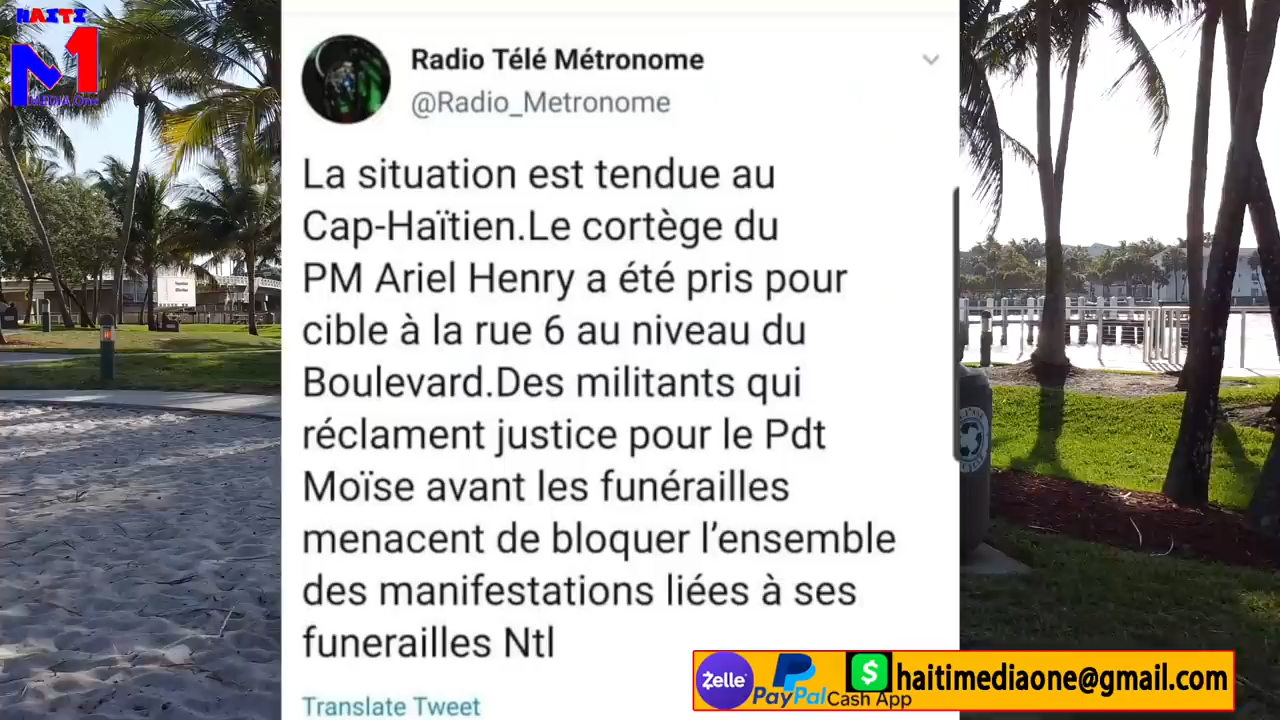 HAITI
M1
MEDIA One
Radio Télé Métronome
@Radio_Metronome
La situation est tendue au
Cap-Haïtien.Le cortège du
PM Ariel Henry a été pris pour
cible à la rue 6 au niveau du
Boulevard.Des militants qui
réclament justice pour le Pdt
Moïse avant les funérailles
menacent de bloquer l’ensemble
des manifestations liées à ses
funerailles Ntl
Translate Tweet
Zelle
PayPal
$
Cash App
haitimediaone@gmail.com